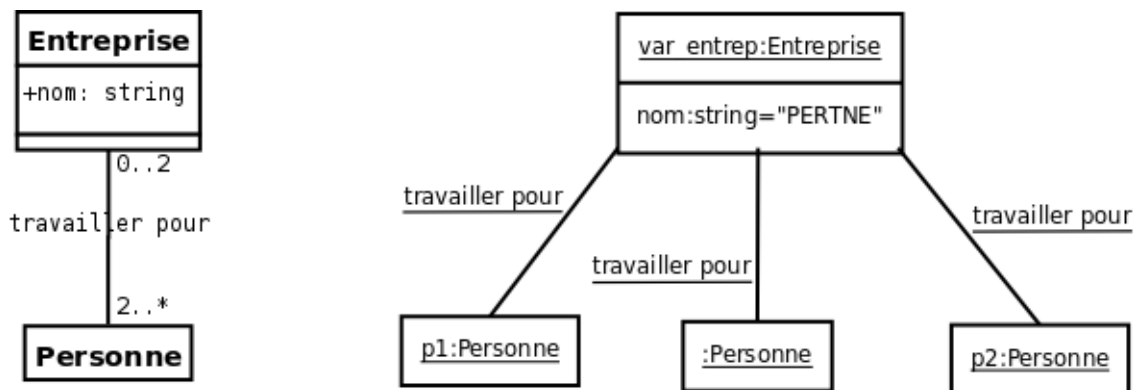 Entreprise
+nom: string
0..2
travailler pour
2..*
Personne
var entrep:Entreprise
nom:string="PERTNE"
travailler pour
travailler pour
travailler pour
p1:Personne
:Personne
p2:Personne